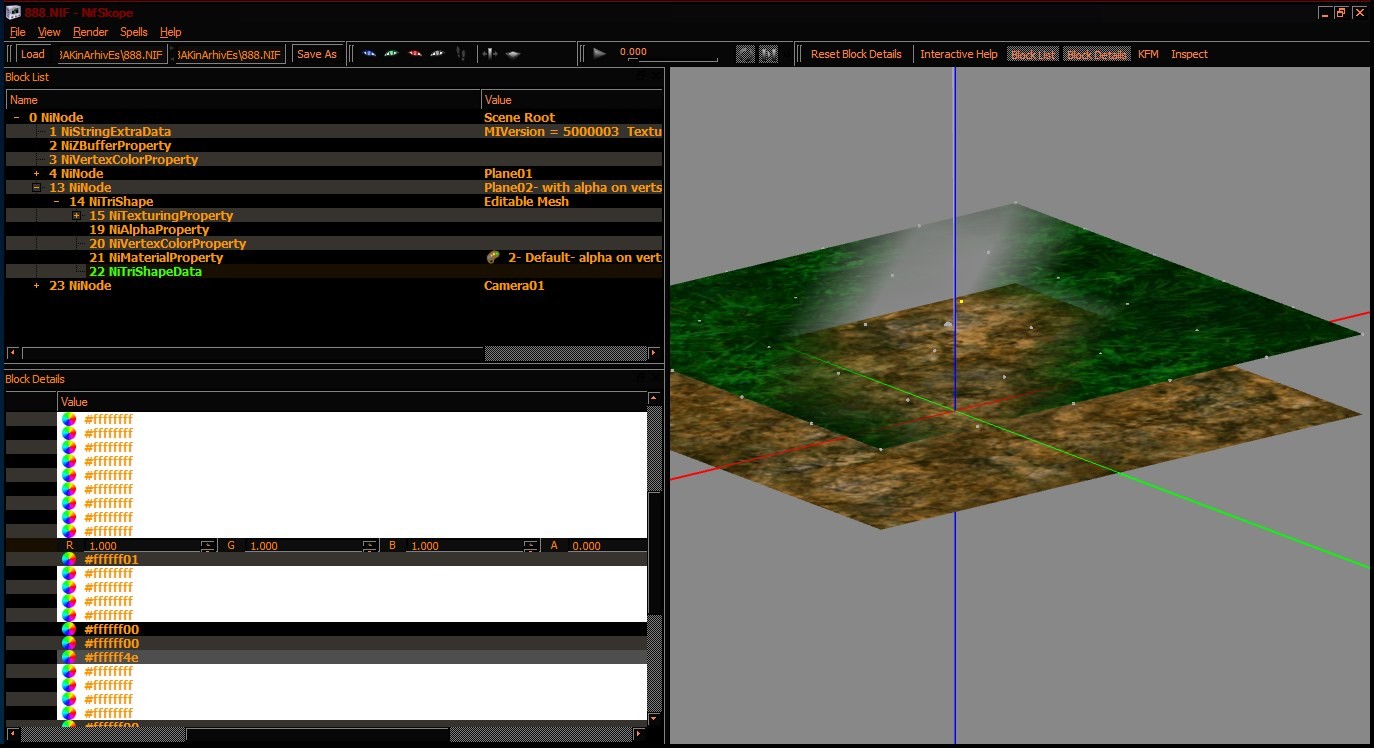 888.NIF - NifSkope
File View Render Spells Help
Load 3AKinArhivEs\888.NIF 3AKinArhivEs\888.NIF Save As 0.000 Reset Block Details Interactive Help Block List Block Details KFM Inspect
Block List
Name Value
0 NiNode Scene Root
1 NiStringExtraData MIVersion = 5000003 Textu
2 NiZBufferProperty
3 NiVertexColorProperty
4 NiNode Plane01
13 NiNode Plane02- with alpha on verts
14 NiTriShape Editable Mesh
15 NiTexturingProperty
19 NiAlphaProperty
20 NiVertexColorProperty
21 NiMaterialProperty 2- Default- alpha on vert
22 NiTriShapeData
23 NiNode Camera01
Block Details
Value
#ffffffff
#ffffffff
#ffffffff
#ffffffff
#ffffffff
#ffffffff
#ffffffff
#ffffffff
#ffffffff
R 1.000 G 1.000 B 1.000 A 0.000
#ffffff01
#ffffffff
#ffffffff
#ffffffff
#ffffffff
#ffffff00
#ffffff00
#ffffff4e
#ffffffff
#ffffffff
#ffffffff
#ffffffff
#ffffff00